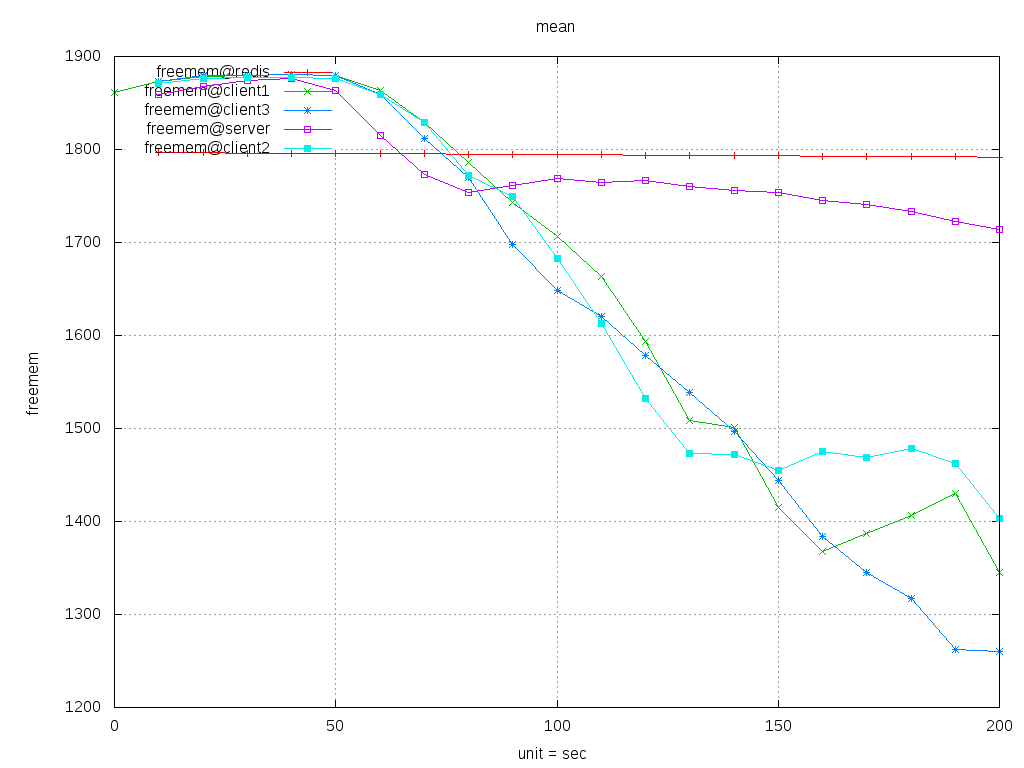 mean
1900
1800
1700
1600
1500
1400
1300
1200
freemem
freemem@redis
freemem@client1
freemem@client3
freemem@server
freemem@client2
0
50
100
150
200
unit = sec